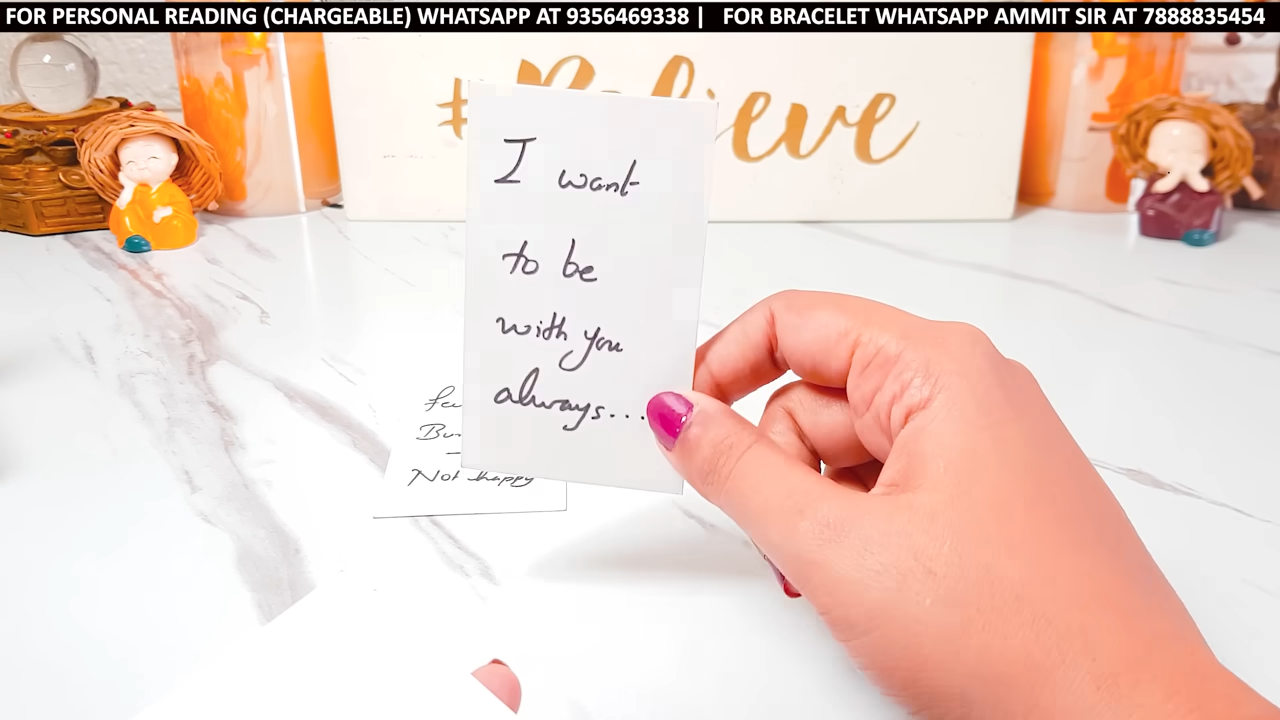 FOR PERSONAL READING (CHARGEABLE) WHATSAPP AT 9356469338 | FOR BRACELET WHATSAPP AMMIT SIR AT 7888835454
I want
to be
with you
always...
Not happy